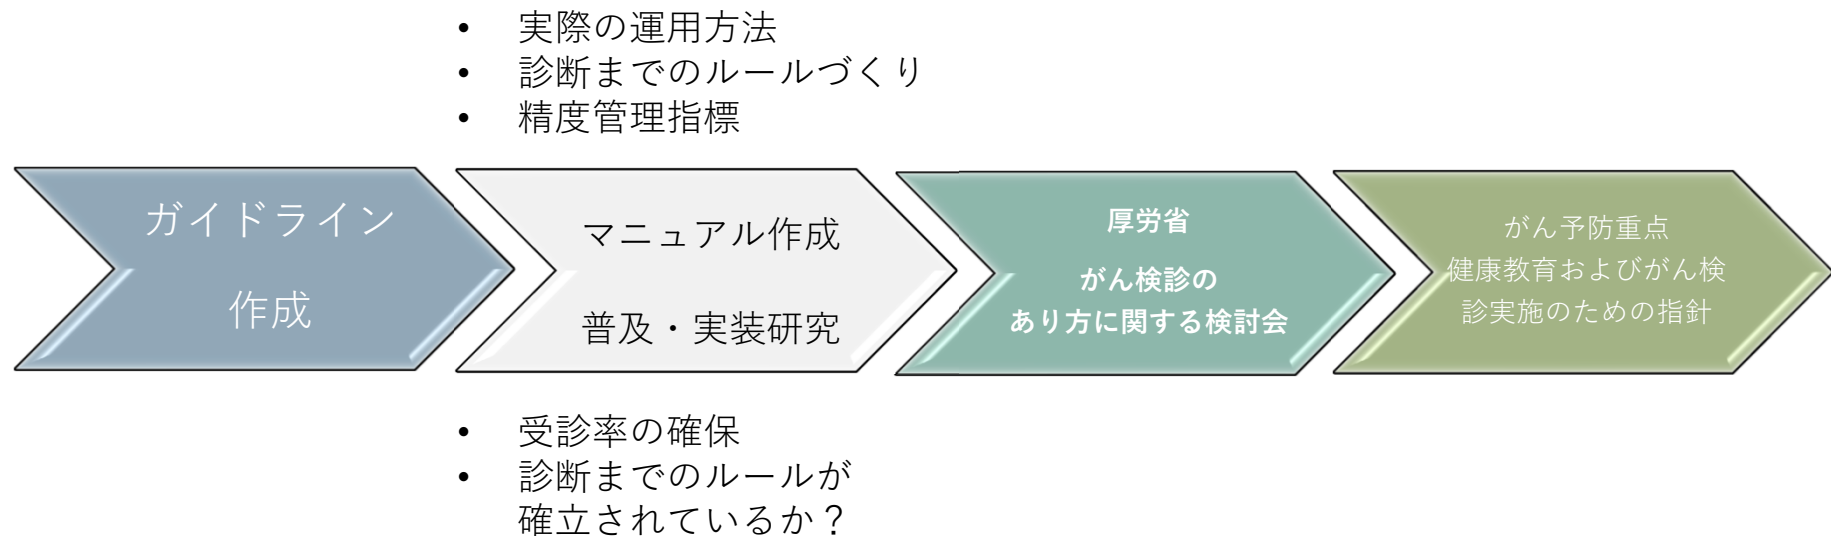 • 実際の運用方法
• 診断までのルールづくり
• 精度管理指標
ガイドライン
作成
マニュアル作成
普及・実装研究
厚労省
がん検診の
あり方に関する検討会
がん予防重点
健康教育およびがん検
診実施のための指針
• 受診率の確保
• 診断までのルールが
確立されているか？